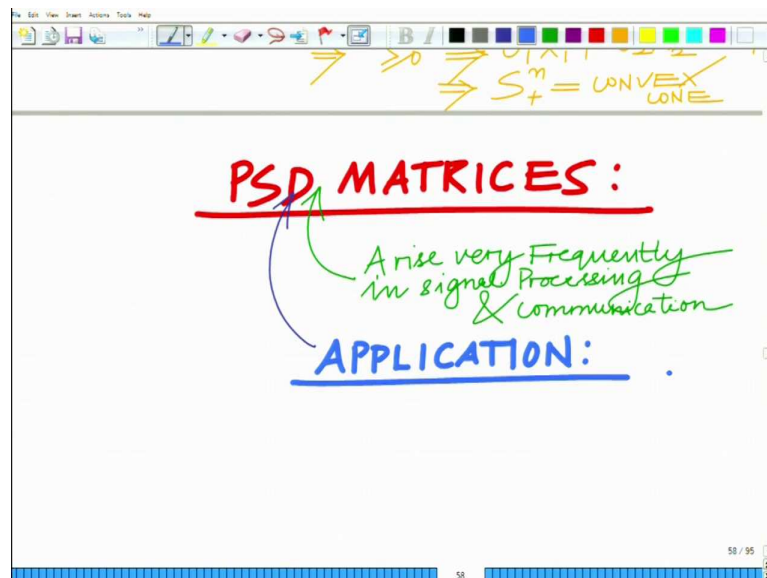 File Edit View Insert Actions Tools Help
B I
⇒ ≥0 ⇒
⇒ S₊ⁿ = CONVEX
CONE
PSD MATRICES :
Arise very Frequently
in signal Processing
& communication
APPLICATION:
58 / 95
58